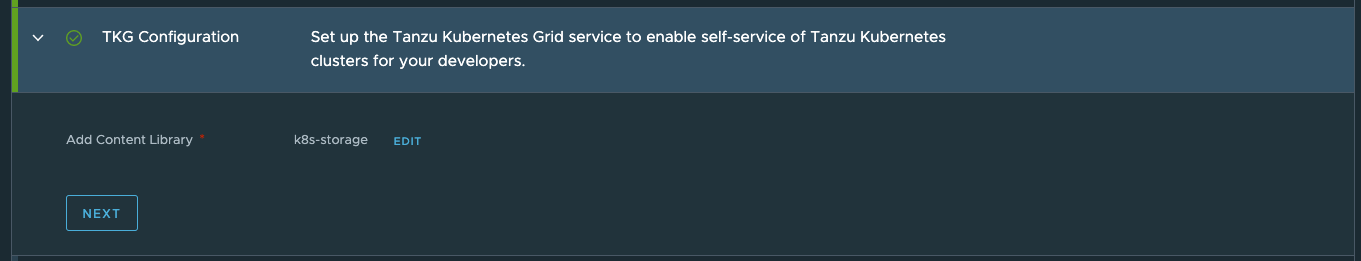 TKG Configuration
Set up the Tanzu Kubernetes Grid service to enable self-service of Tanzu Kubernetes
clusters for your developers.
Add Content Library *
k8s-storage
EDIT
NEXT